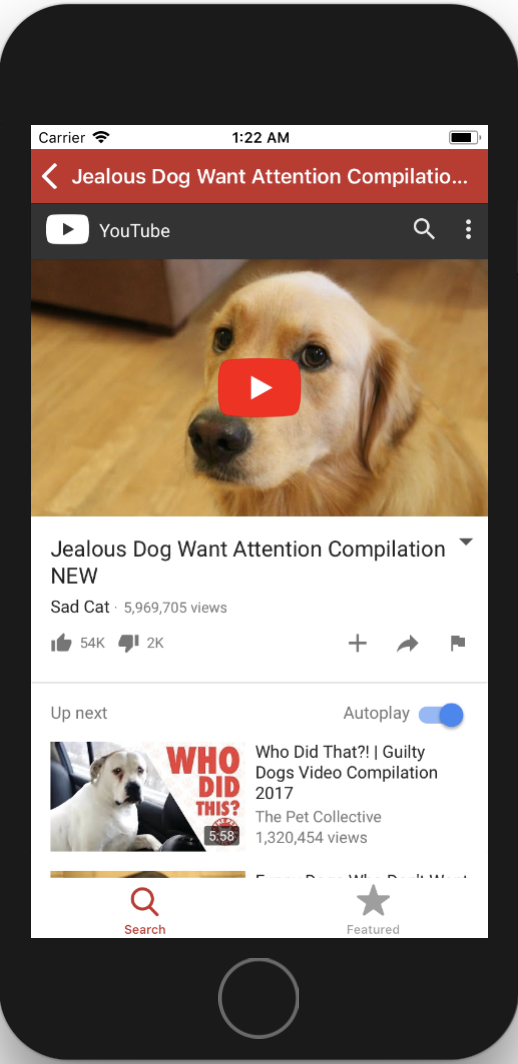 Carrier 1:22 AM
Jealous Dog Want Attention Compilatio...
YouTube
Jealous Dog Want Attention Compilation
NEW
Sad Cat · 5,969,705 views
54K 2K
Up next Autoplay
WHO
DID
THIS?
5:58
Who Did That?! | Guilty
Dogs Video Compilation
2017
The Pet Collective
1,320,454 views
Search Featured